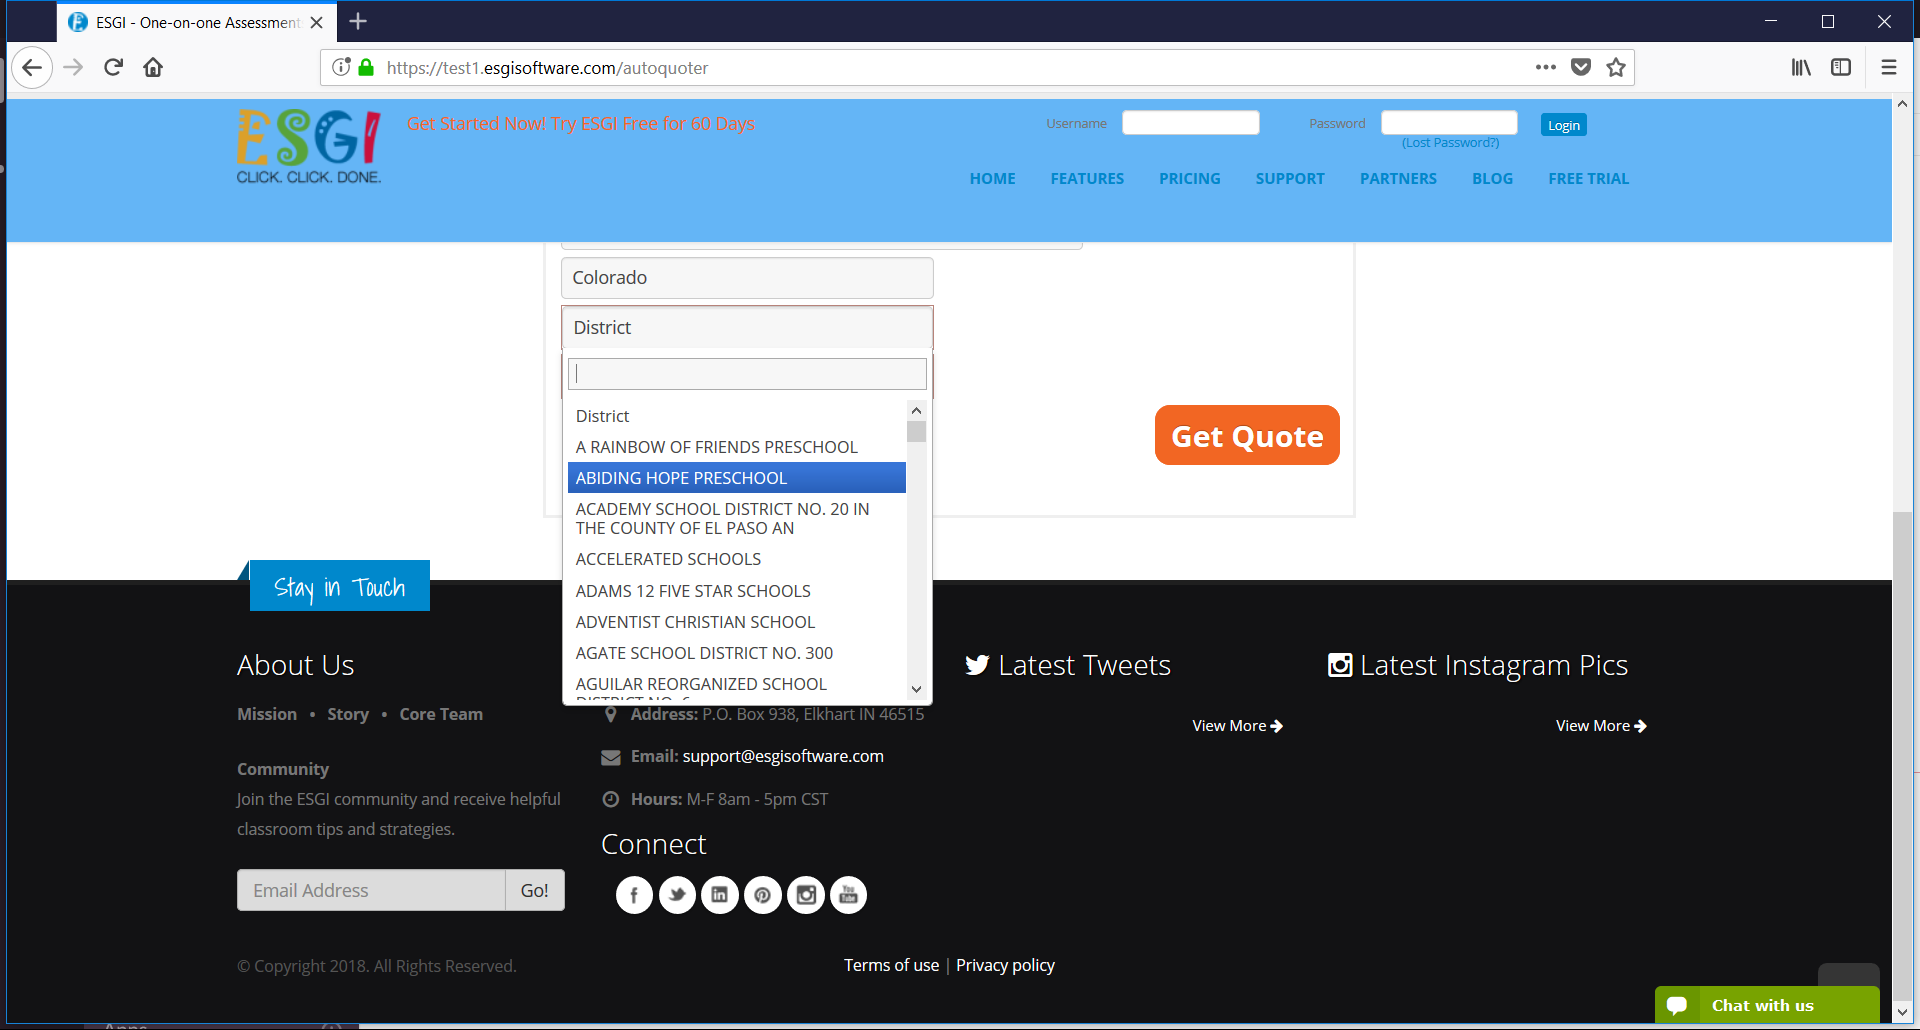 ESGI - One-on-one Assessment
https://test1.esgisoftware.com/autoquoter
ESGI
CLICK. CLICK. DONE.
Get Started Now! Try ESGI Free for 60 Days
Username
Password
Login
(Lost Password?)
HOME
FEATURES
PRICING
SUPPORT
PARTNERS
BLOG
FREE TRIAL
Colorado
District
District
A RAINBOW OF FRIENDS PRESCHOOL
ABIDING HOPE PRESCHOOL
ACADEMY SCHOOL DISTRICT NO. 20 IN
THE COUNTY OF EL PASO AN
ACCELERATED SCHOOLS
ADAMS 12 FIVE STAR SCHOOLS
ADVENTIST CHRISTIAN SCHOOL
AGATE SCHOOL DISTRICT NO. 300
AGUILAR REORGANIZED SCHOOL
DISTRICT NO. 6
Get Quote
Stay in Touch
About Us
Mission • Story • Core Team
Community
Join the ESGI community and receive helpful
classroom tips and strategies.
Email Address
Go!
Address: P.O. Box 938, Elkhart IN 46515
Email: support@esgisoftware.com
Hours: M-F 8am - 5pm CST
Connect
You
Tube
Latest Tweets
View More
Latest Instagram Pics
View More
© Copyright 2018. All Rights Reserved.
Terms of use | Privacy policy
Chat with us
Apps